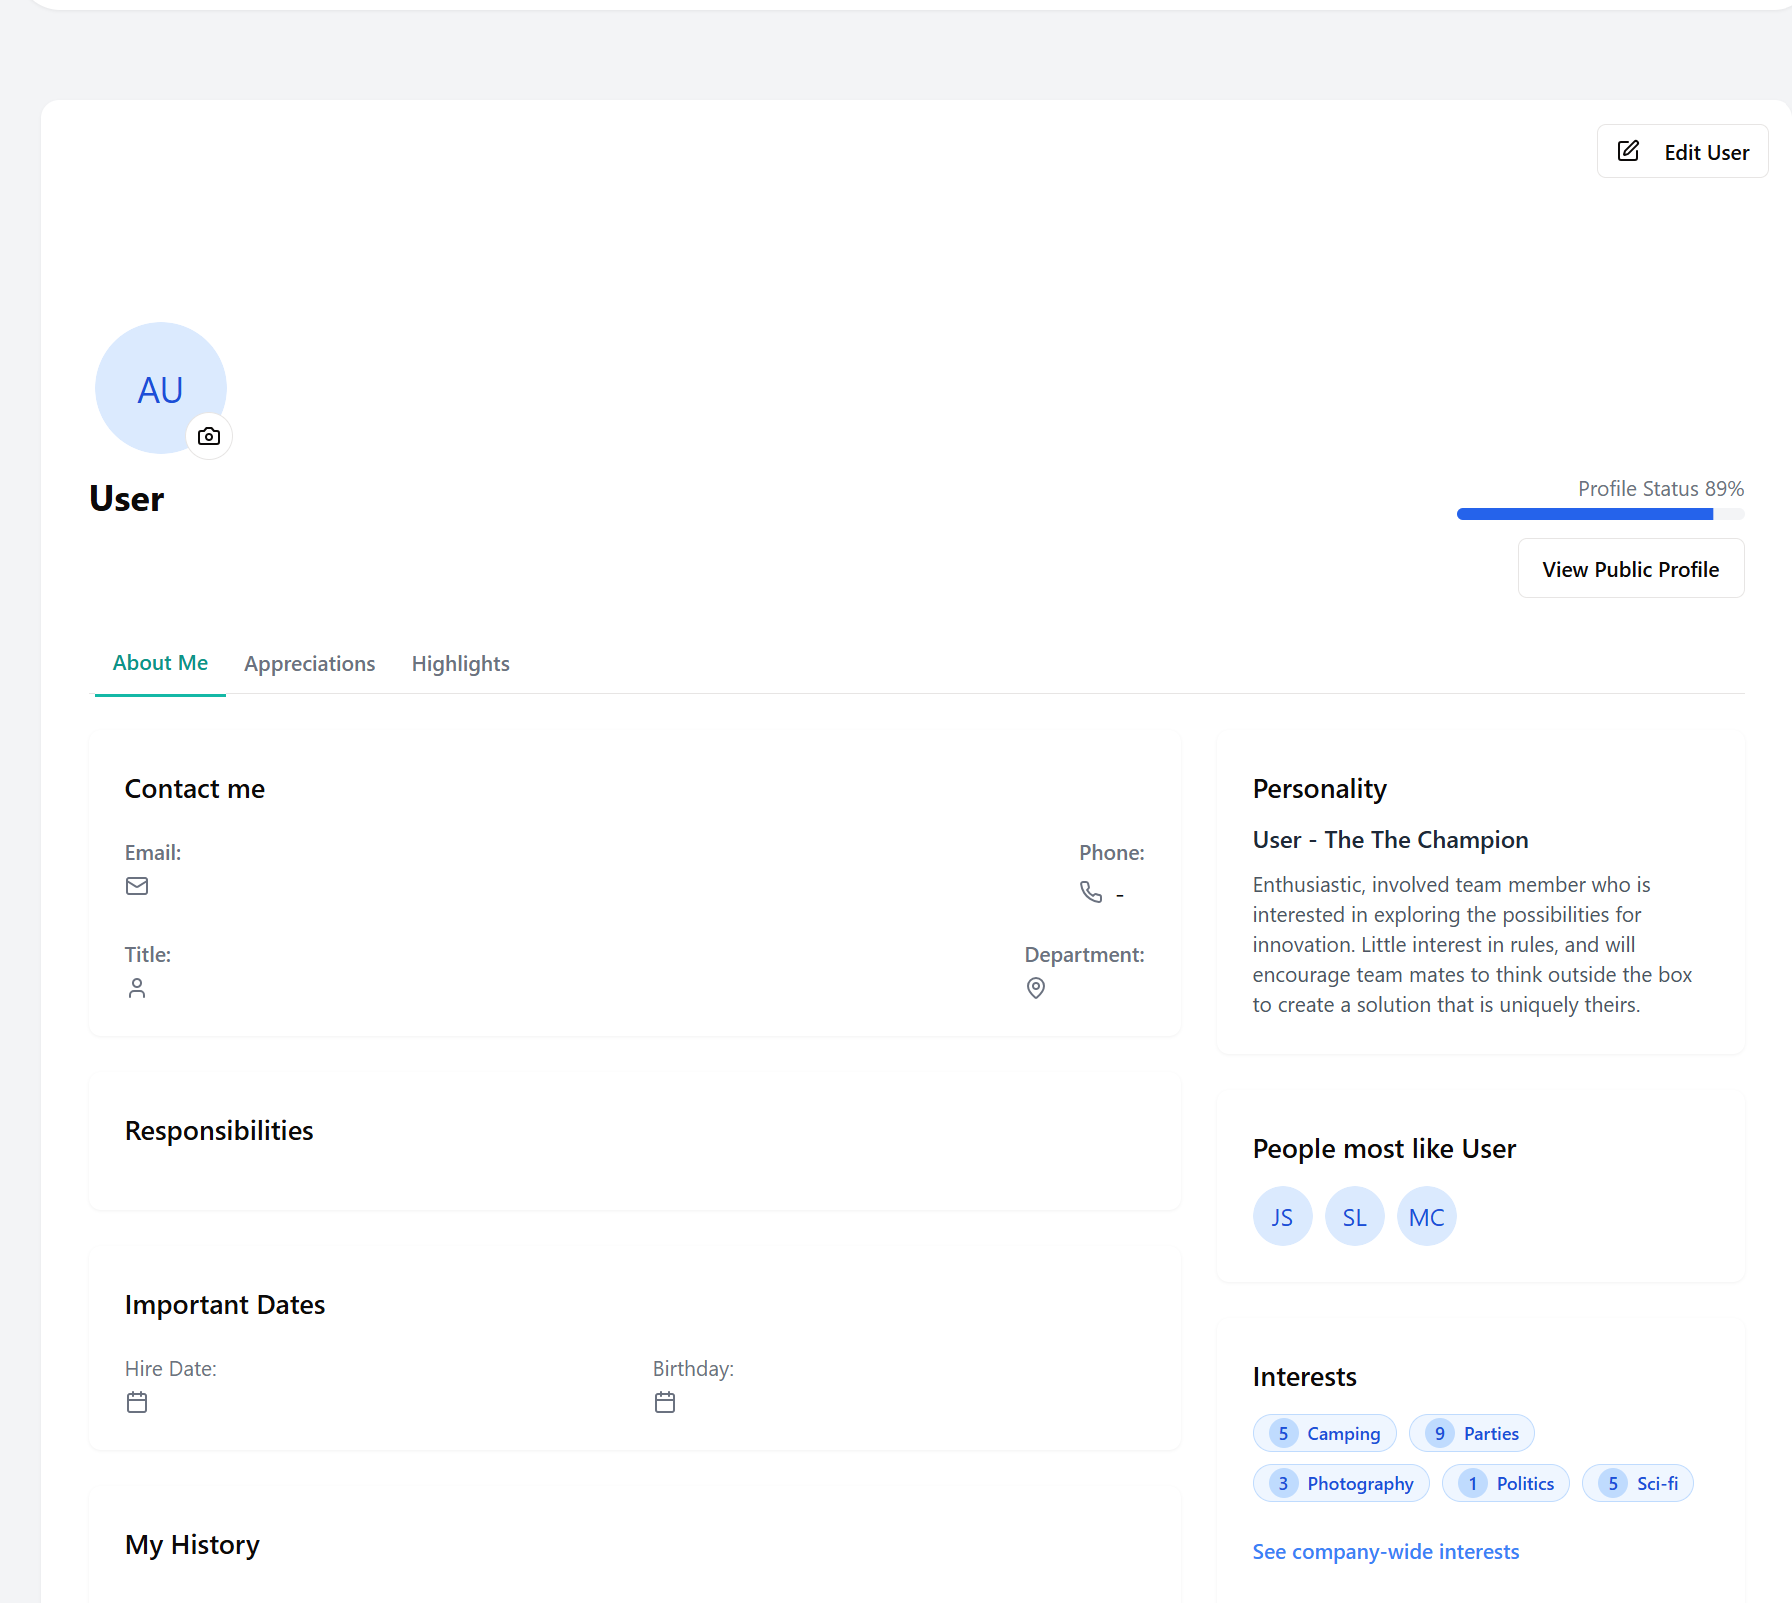 Edit User
AU
User
Profile Status 89%
View Public Profile
About Me
Appreciations
Highlights
Contact me
Email:
Phone:
-
Title:
Department:
Responsibilities
Important Dates
Hire Date:
Birthday:
My History
Personality
User - The The Champion
Enthusiastic, involved team member who is
interested in exploring the possibilities for
innovation. Little interest in rules, and will
encourage team mates to think outside the box
to create a solution that is uniquely theirs.
People most like User
JS SL MC
Interests
5 Camping 9 Parties
3 Photography 1 Politics 5 Sci-fi
See company-wide interests